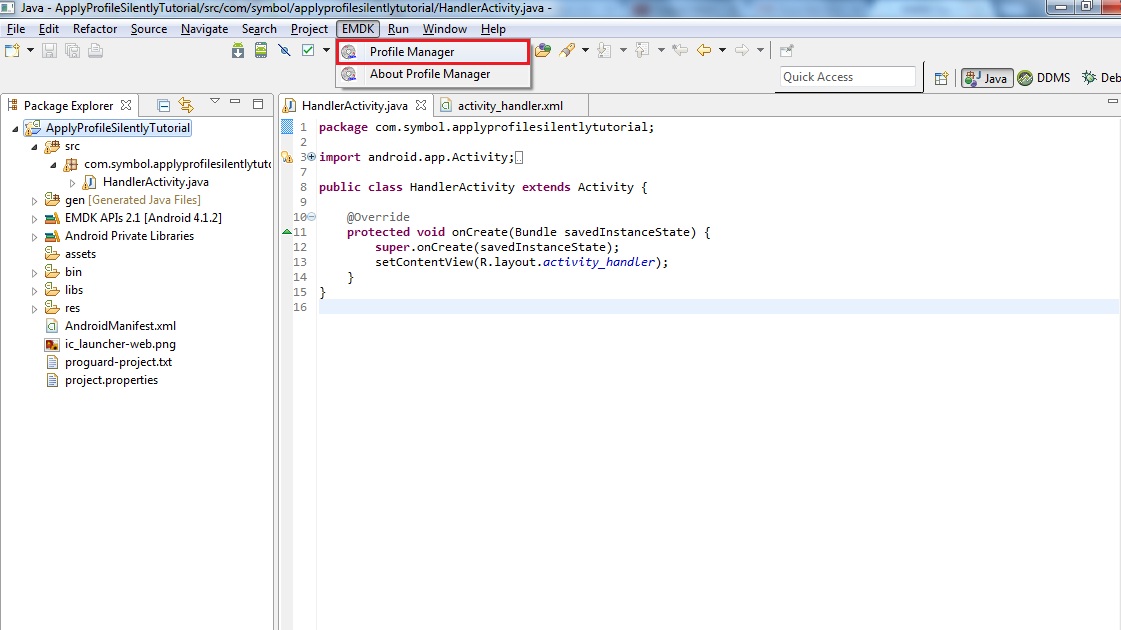 Java - ApplyProfileSilentlyTutorial/src/com/symbol/applyprofilesilentlytutorial/HandlerActivity.java -
File Edit Refactor Source Navigate Search Project EMDK Run Window Help
Profile Manager
About Profile Manager
Quick Access
Java DDMS Deb
Package Explorer
HandlerActivity.java activity_handler.xml
ApplyProfileSilentlyTutorial
src
com.symbol.applyprofilesilentlytuto
HandlerActivity.java
gen [Generated Java Files]
EMDK APIs 2.1 [Android 4.1.2]
Android Private Libraries
assets
bin
libs
res
AndroidManifest.xml
ic_launcher-web.png
proguard-project.txt
project.properties
1 package com.symbol.applyprofilesilentlytutorial;
2
3 import android.app.Activity;
7
8 public class HandlerActivity extends Activity {
9
10 @Override
11 protected void onCreate(Bundle savedInstanceState) {
12 super.onCreate(savedInstanceState);
13 setContentView(R.layout.activity_handler);
14 }
15 }
16